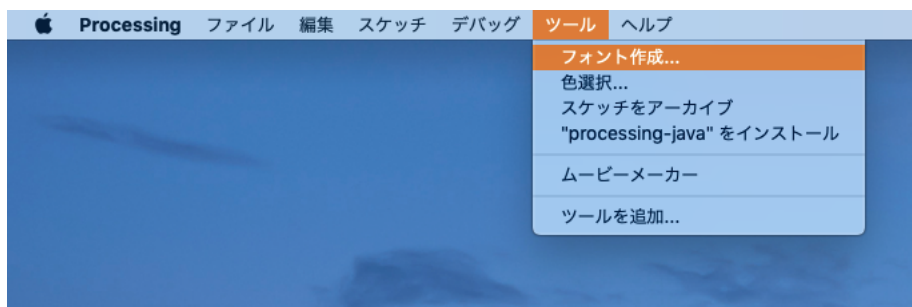 Processing ファイル 編集 スケッチ デバッグ ツール ヘルプ
フォント作成...
色選択...
スケッチをアーカイブ
"processing-java" をインストール
ムービーメーカー
ツールを追加...